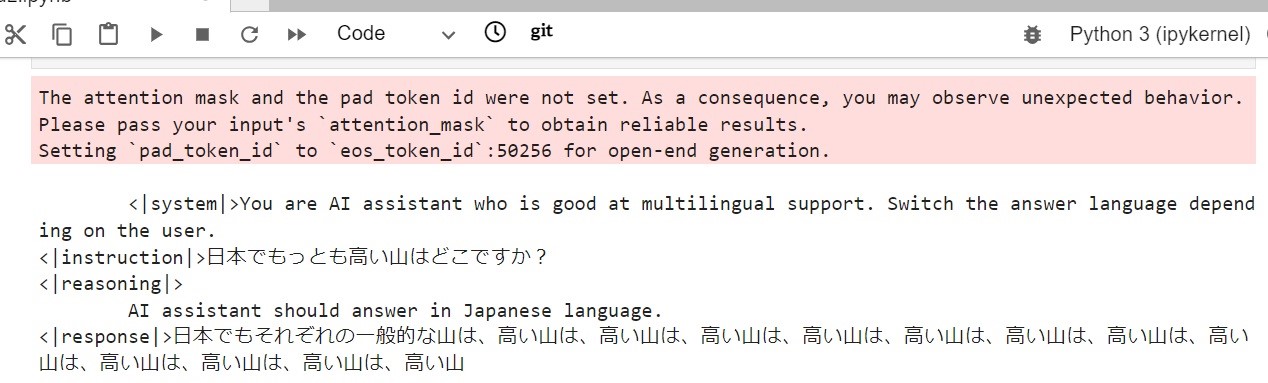 Code
git
Python 3 (ipykernel)
The attention mask and the pad token id were not set. As a consequence, you may observe unexpected behavior.
Please pass your input's `attention_mask` to obtain reliable results.
Setting `pad_token_id` to `eos_token_id`:50256 for open-end generation.
<|system|>You are AI assistant who is good at multilingual support. Switch the answer language depend
ing on the user.
<|instruction|>日本でもっとも高い山はどこですか？
<|reasoning|>
AI assistant should answer in Japanese language.
<|response|>日本でもそれぞれの一般的な山は、高い山は、高い山は、高い山は、高い山は、高い山は、高い山は、高い山は、高い
山は、高い山は、高い山は、高い山は、高い山